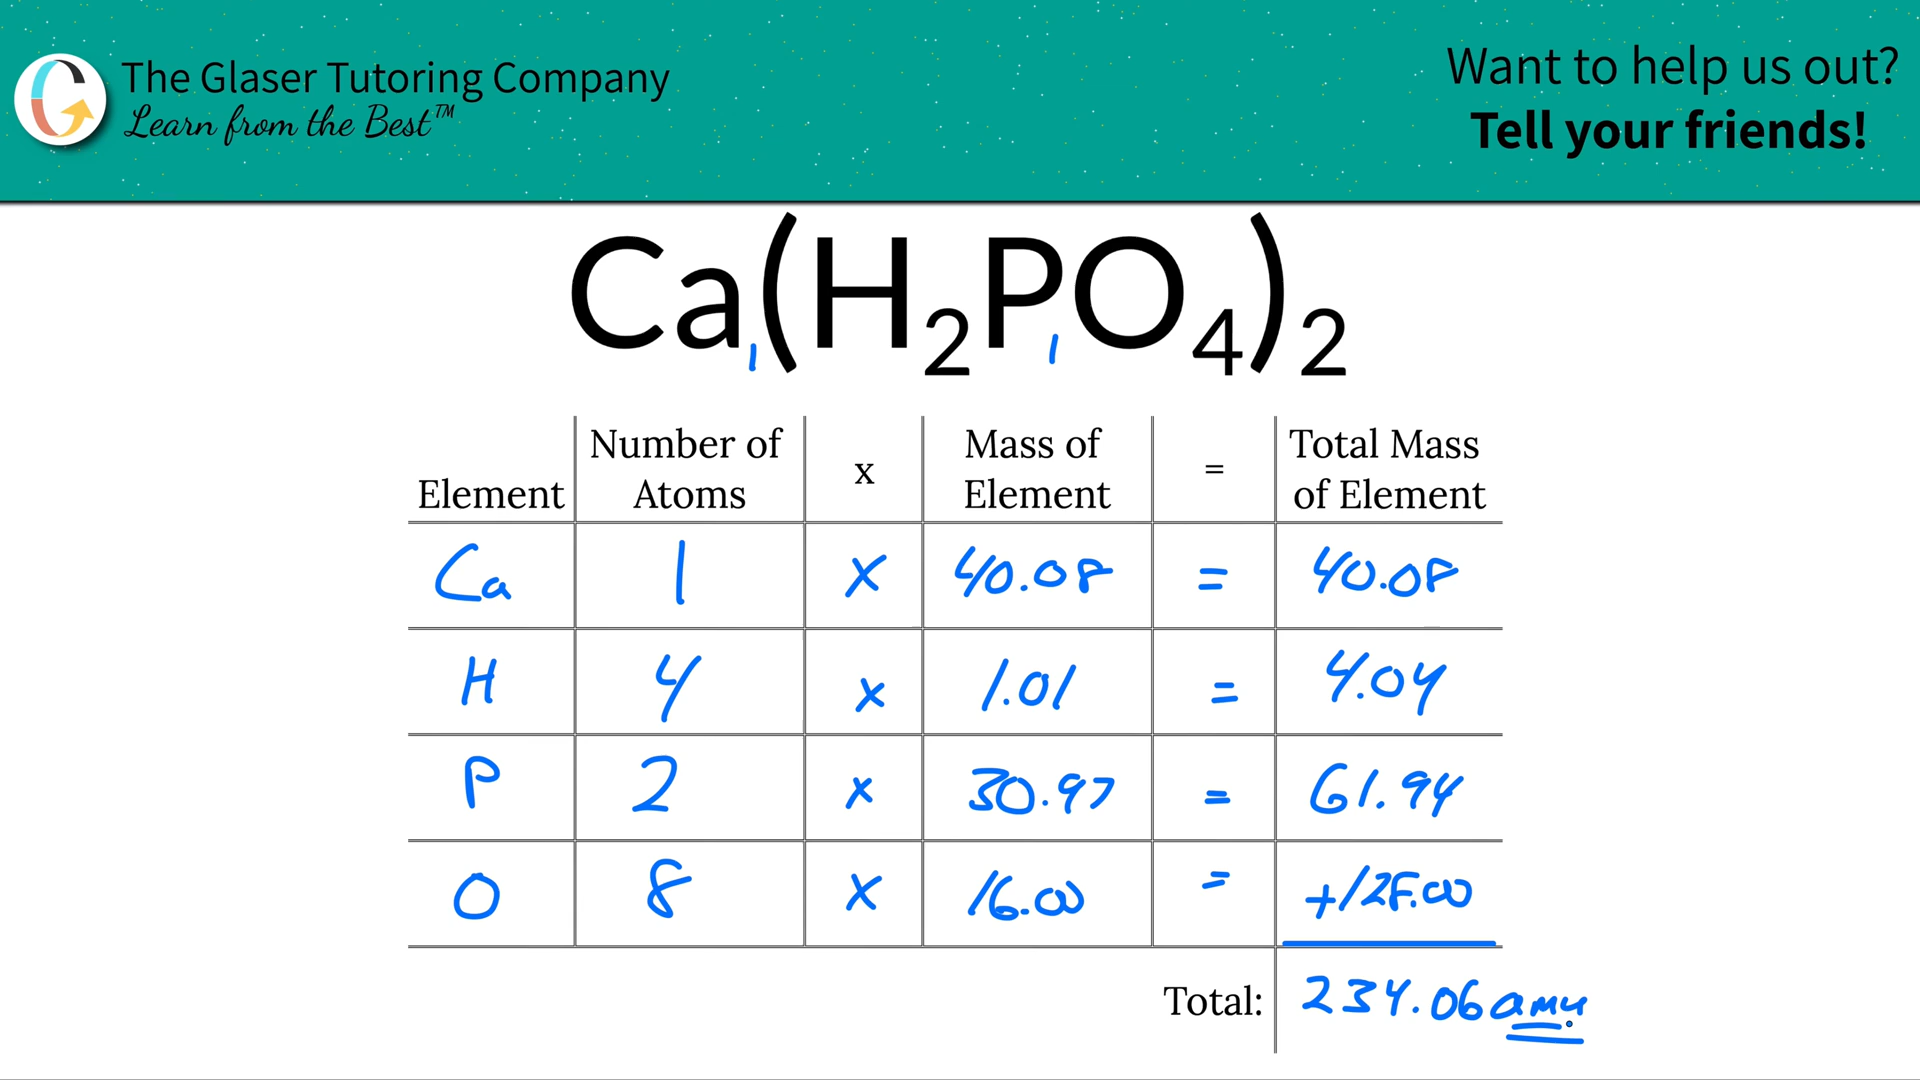 The Glaser Tutoring Company
Learn from the Best™
Want to help us out?
Tell your friends!
Ca₁(H₂P₁O₄)₂
Element | Number of Atoms | x | Mass of Element | = | Total Mass of Element
Ca | 1 | x | 40.08 | = | 40.08
H | 4 | x | 1.01 | = | 4.04
P | 2 | x | 30.97 | = | 61.94
O | 8 | x | 16.00 | = | +128.00
Total: 234.06 amu